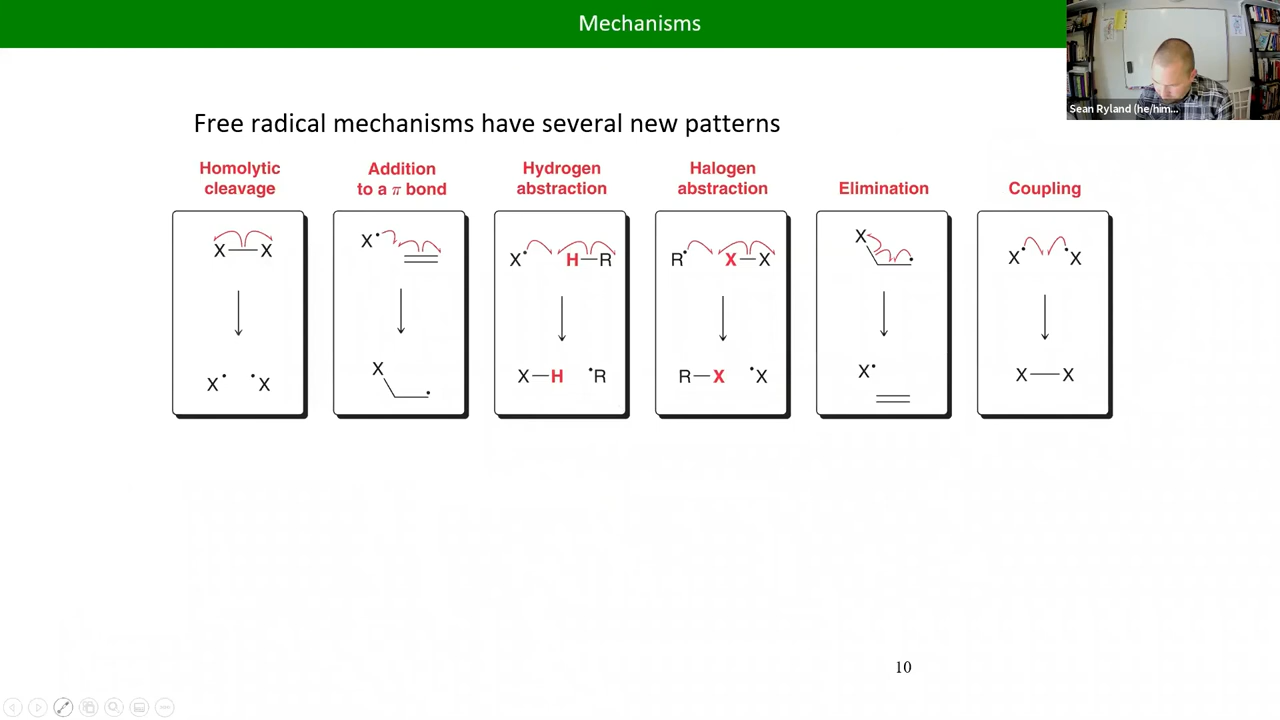 Mechanisms
Sean Ryland (he/him...
Free radical mechanisms have several new patterns
Homolytic
cleavage
Addition
to a π bond
Hydrogen
abstraction
Halogen
abstraction
Elimination
Coupling
X X
X• •X
X•
X
X• H R
X H •R
R• X X
R X •X
X •
X•
X• •X
X X
10